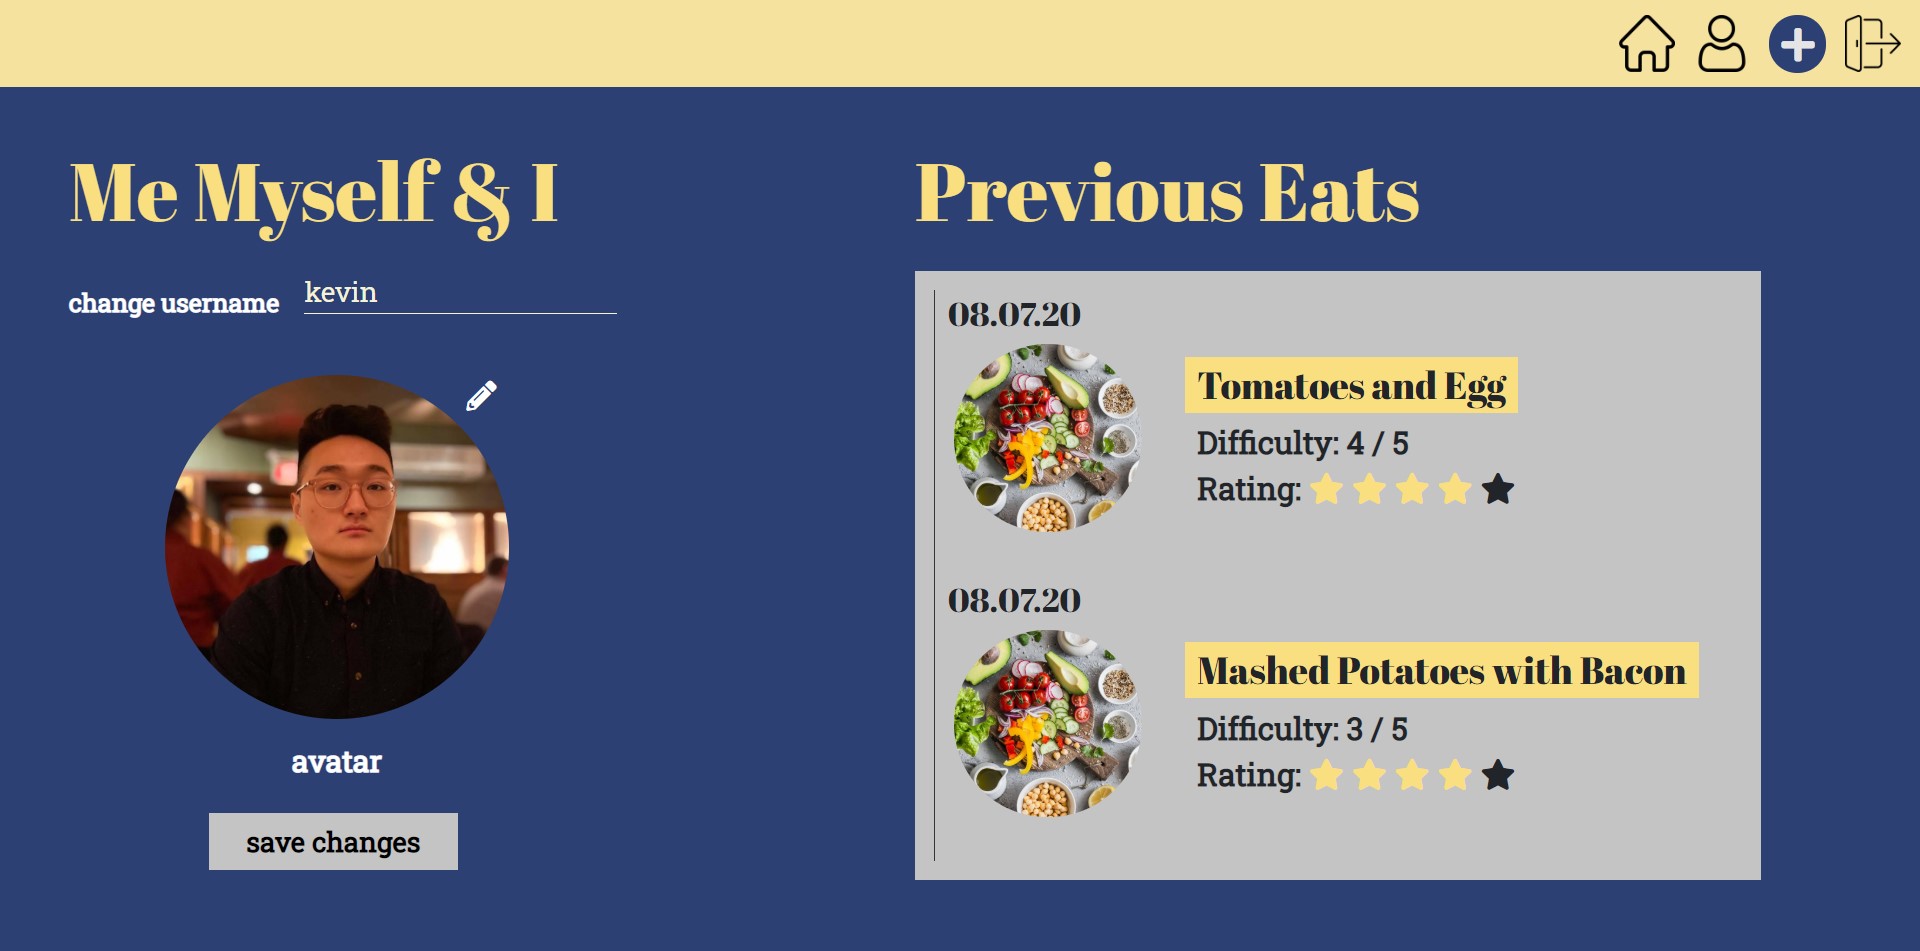 Me Myself & I
change username kevin
avatar
save changes
Previous Eats
08.07.20
Tomatoes and Egg
Difficulty: 4 / 5
Rating:
08.07.20
Mashed Potatoes with Bacon
Difficulty: 3 / 5
Rating: